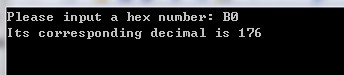 Please input a hex number: B0
Its corresponding decimal is 176